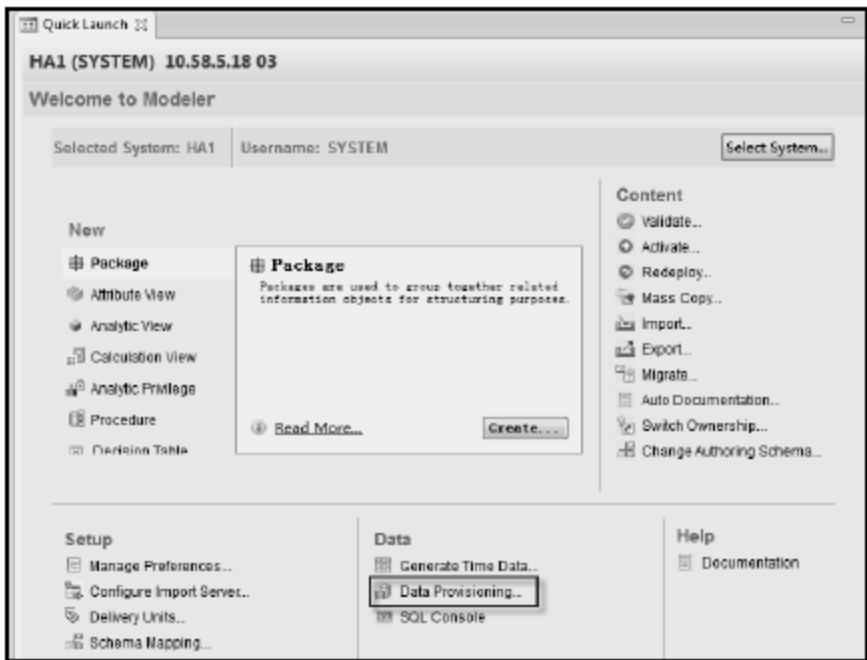 Quick Launch
HA1 (SYSTEM) 10.58.5.18 03
Welcome to Modeler
Selected System: HA1
Username: SYSTEM
Select System...
New
Package
Attribute View
Analytic View
Calculation View
Analytic Privilege
Procedure
Decision Table
Package
Packages are used to group together related
information objects for structuring purposes.
Read More...
Create...
Content
Validate...
Activate...
Redeploy...
Mass Copy...
Import...
Export...
Migrate...
Auto Documentation...
Switch Ownership...
Change Authoring Schema...
Setup
Manage Preferences...
Configure Import Server...
Delivery Units...
Schema Mapping...
Data
Generate Time Data...
Data Provisioning...
SQL Console
Help
Documentation